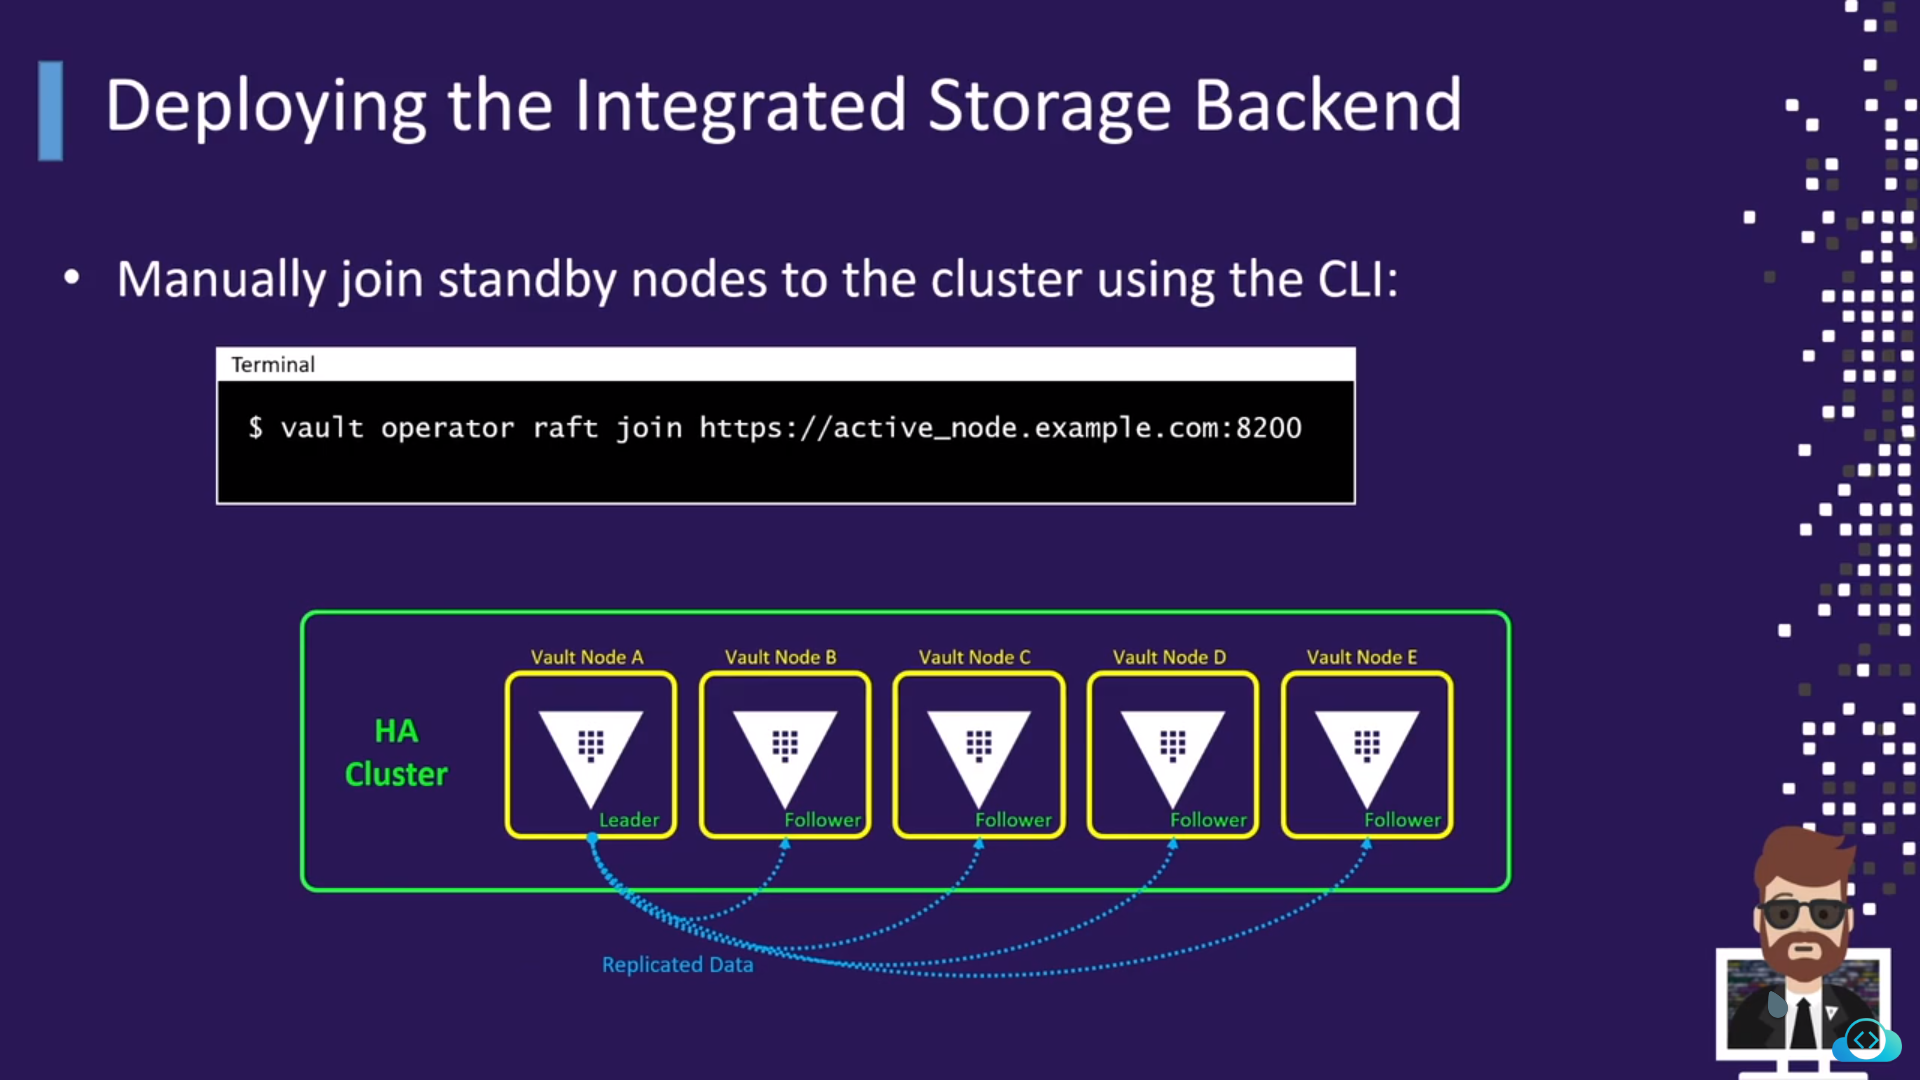 Deploying the Integrated Storage Backend
• Manually join standby nodes to the cluster using the CLI:
Terminal
$ vault operator raft join https://active_node.example.com:8200
Vault Node A
Vault Node B
Vault Node C
Vault Node D
Vault Node E
HA
Cluster
Leader
Follower
Follower
Follower
Follower
Replicated Data